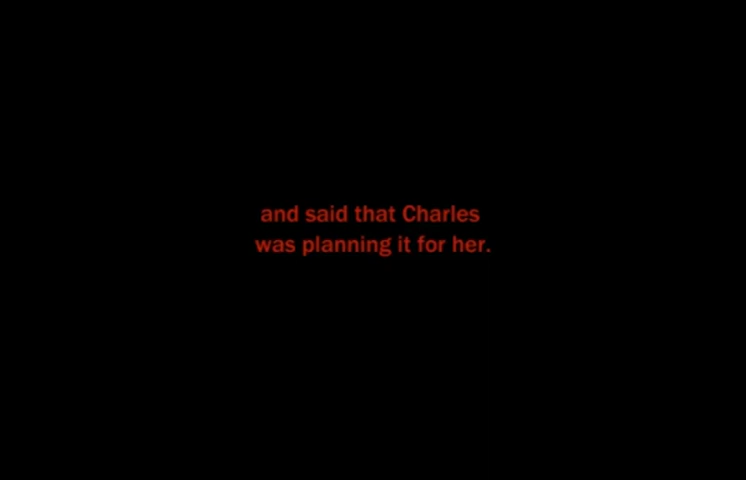 and said that Charles
was planning it for her.